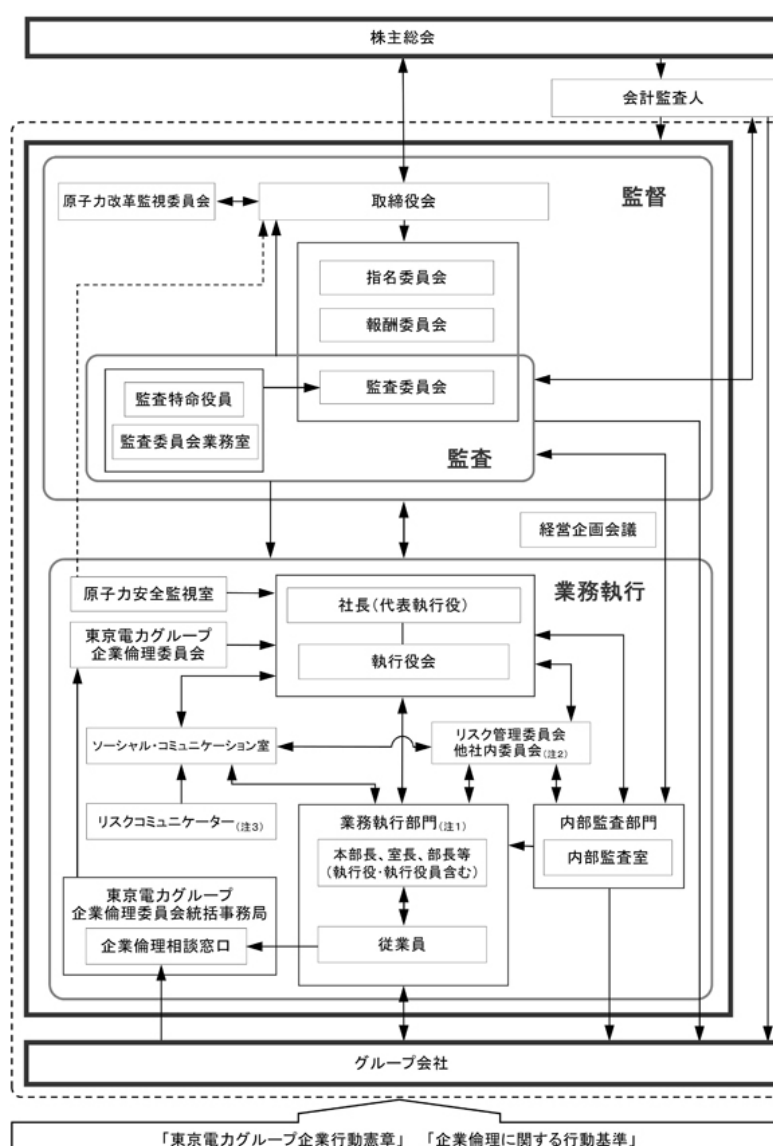 株主総会
会計監査人
監督
原子力改革監視委員会
取締役会
指名委員会
報酬委員会
監査委員会
監査特命役員
監査委員会業務室
監査
経営企画会議
業務執行
原子力安全監視室
社長(代表執行役)
東京電力グループ
企業倫理委員会
執行役会
ソーシャル・コミュニケーション室
リスク管理委員会
他社内委員会(注2)
リスクコミュニケーター(注3)
業務執行部門(注1)
本部長、室長、部長等
(執行役・執行役員含む)
従業員
内部監査部門
内部監査室
東京電力グループ
企業倫理委員会統括事務局
企業倫理相談窓口
グループ会社
「東京電力グループ企業行動憲章」 「企業倫理に関する行動基準」